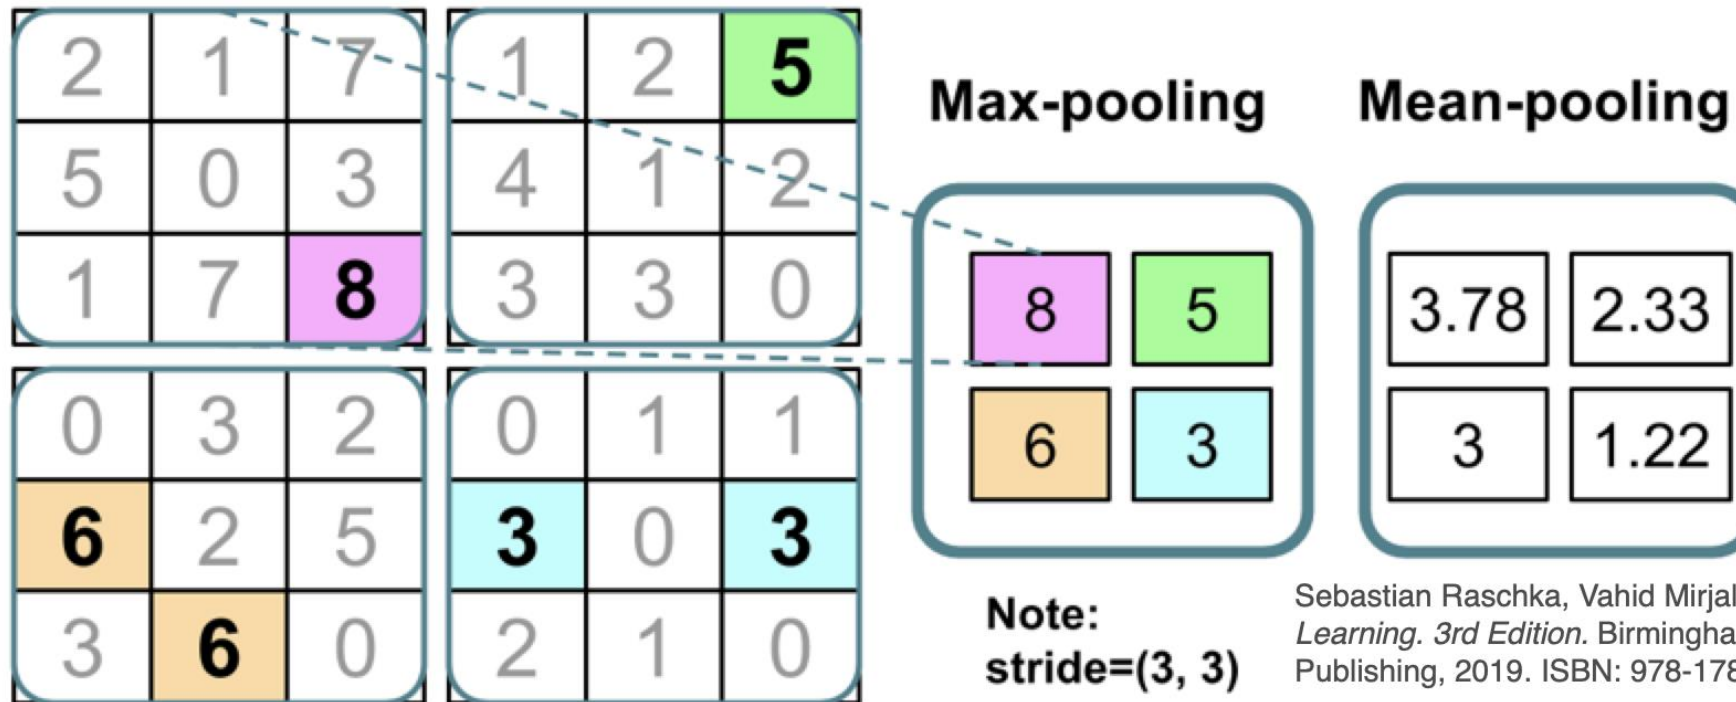 2 1 7 1 2 5
5 0 3 4 1 2
1 7 8 3 3 0
0 3 2 0 1 1
6 2 5 3 0 3
3 6 0 2 1 0
Max-pooling
8 5
6 3
Mean-pooling
3.78 2.33
3 1.22
Note:
stride=(3, 3)
Sebastian Raschka, Vahid Mirjal
Learning. 3rd Edition. Birmingha
Publishing, 2019. ISBN: 978-178